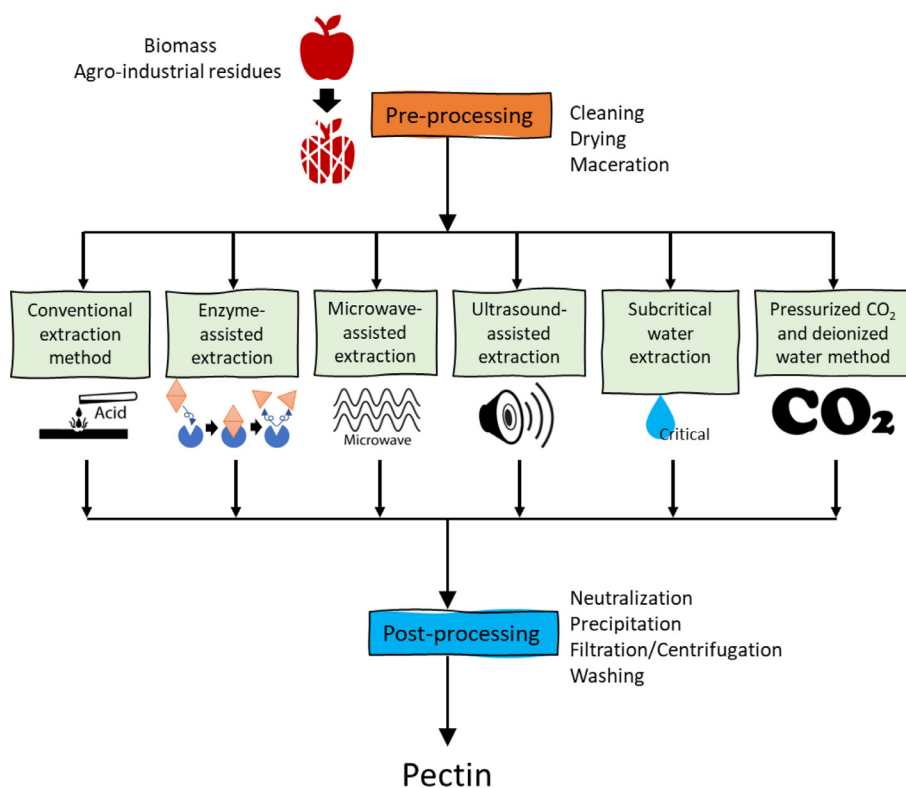 Biomass
Agro-industrial residues
Pre-processing
Cleaning
Drying
Maceration
Conventional
extraction
method
Enzyme-
assisted
extraction
Microwave-
assisted
extraction
Ultrasound-
assisted
extraction
Subcritical
water
extraction
Pressurized CO₂
and deionized
water method
Acid
Microwave
Critical
CO₂
Post-processing
Neutralization
Precipitation
Filtration/Centrifugation
Washing
Pectin